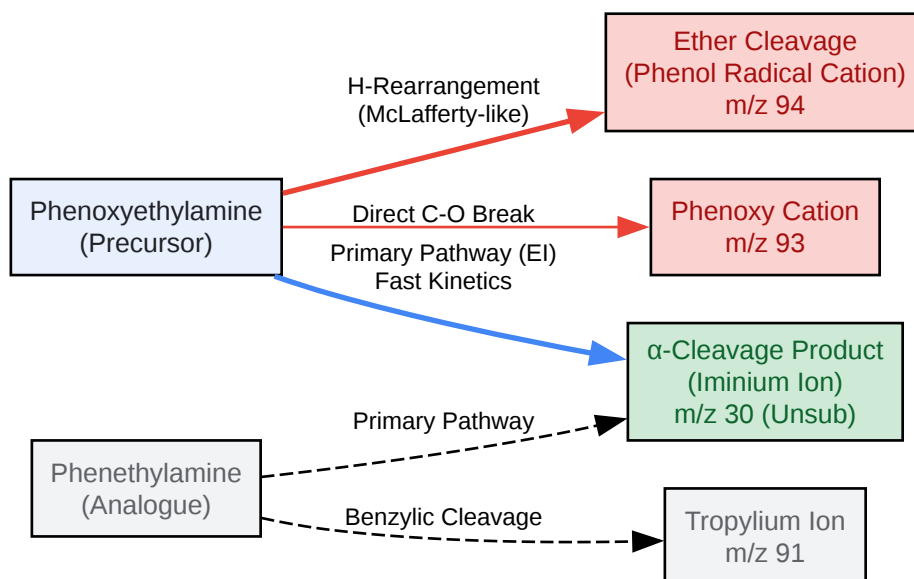 Ether Cleavage
(Phenol Radical Cation)
m/z 94
H-Rearrangement
(McLafferty-like)
Phenoxyethylamine
(Precursor)
Direct C-O Break
Phenoxy Cation
m/z 93
Primary Pathway (EI)
Fast Kinetics
α-Cleavage Product
(Iminium Ion)
m/z 30 (Unsub)
Primary Pathway
Phenethylamine
(Analogue)
Benzylic Cleavage
Tropylium Ion
m/z 91